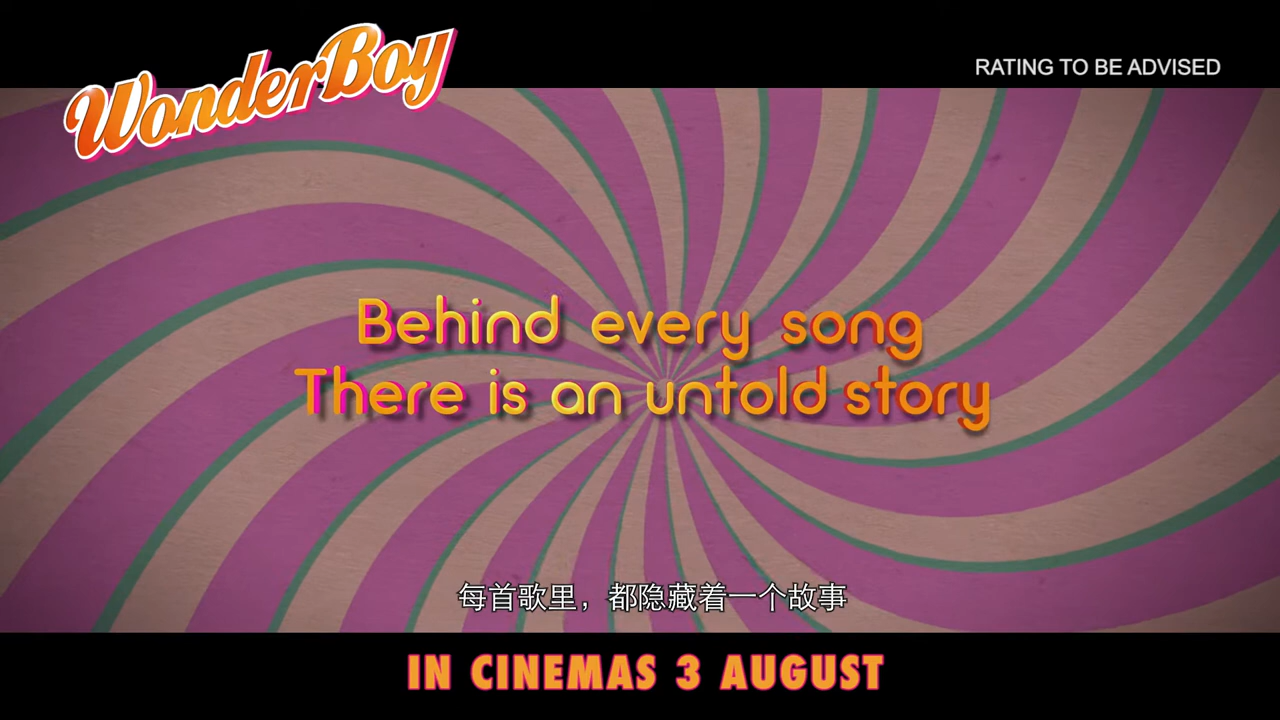 WonderBoy
RATING TO BE ADVISED
Behind every song
There is an untold story
每首歌里，都隐藏着一个故事
IN CINEMAS 3 AUGUST